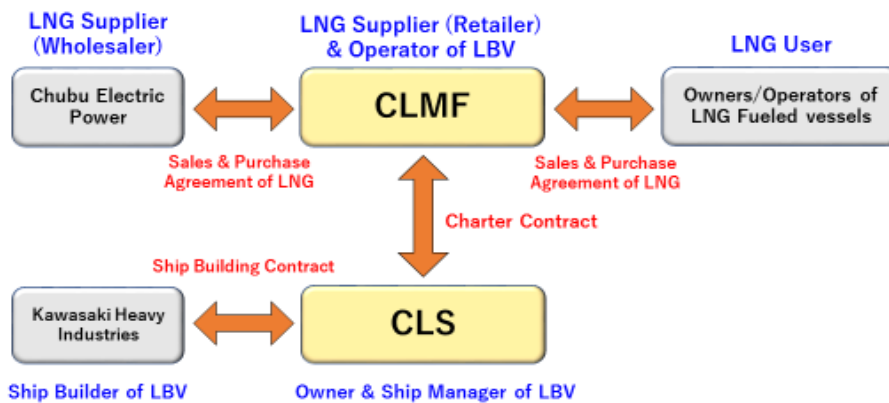 LNG Supplier
(Wholesaler)
LNG Supplier (Retailer)
& Operator of LBV
LNG User
Chubu Electric
Power
CLMF
Owners/Operators of
LNG Fueled vessels
Sales & Purchase
Agreement of LNG
Sales & Purchase
Agreement of LNG
Charter Contract
Ship Building Contract
Kawasaki Heavy
Industries
CLS
Ship Builder of LBV
Owner & Ship Manager of LBV